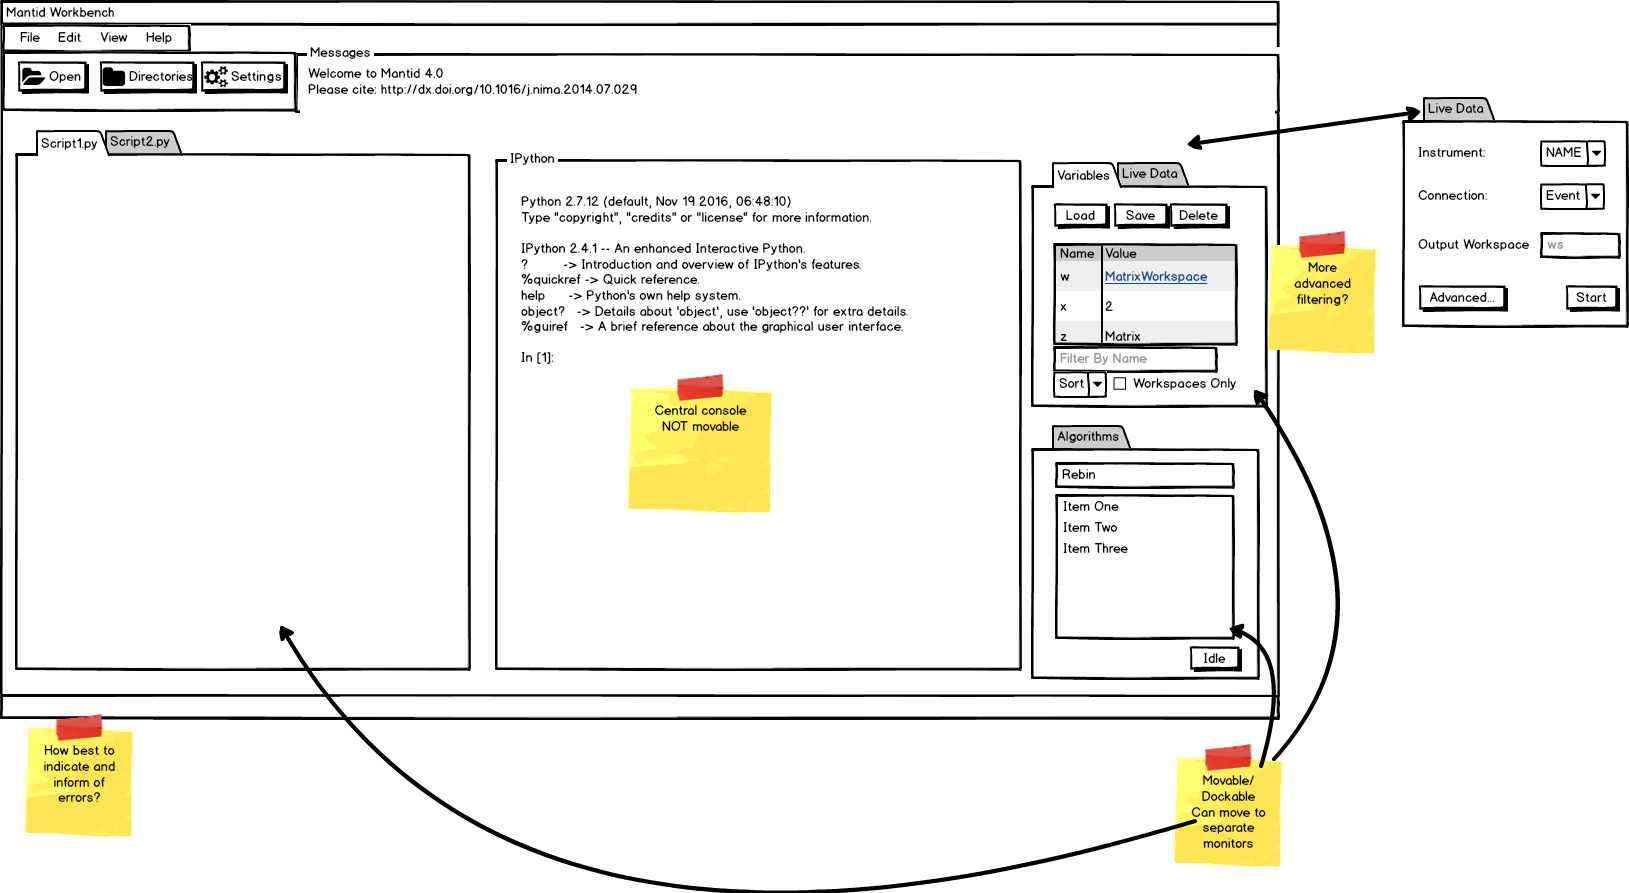 Mantid Workbench
File Edit View Help
Open Directories Settings
Messages
Welcome to Mantid 4.0
Please cite: http://dx.doi.org/10.1016/j.nima.2014.07.029
Script1.py Script2.py
IPython
Python 2.7.12 (default, Nov 19 2016, 06:48:10)
Type "copyright", "credits" or "license" for more information.
IPython 2.4.1 -- An enhanced Interactive Python.
? -> Introduction and overview of IPython's features.
%quickref -> Quick reference.
help -> Python's own help system.
object? -> Details about 'object', use 'object??' for extra details.
%guiref -> A brief reference about the graphical user interface.
In [1]:
Central console
NOT movable
Variables Live Data
Load Save Delete
Name Value
w MatrixWorkspace
x 2
z Matrix
Filter By Name
Sort Workspaces Only
Algorithms
Rebin
Item One
Item Two
Item Three
Idle
More
advanced
filtering?
Live Data
Instrument: NAME
Connection: Event
Output Workspace ws
Advanced... Start
How best to
indicate and
inform of
errors?
Movable/
Dockable
Can move to
separate
monitors